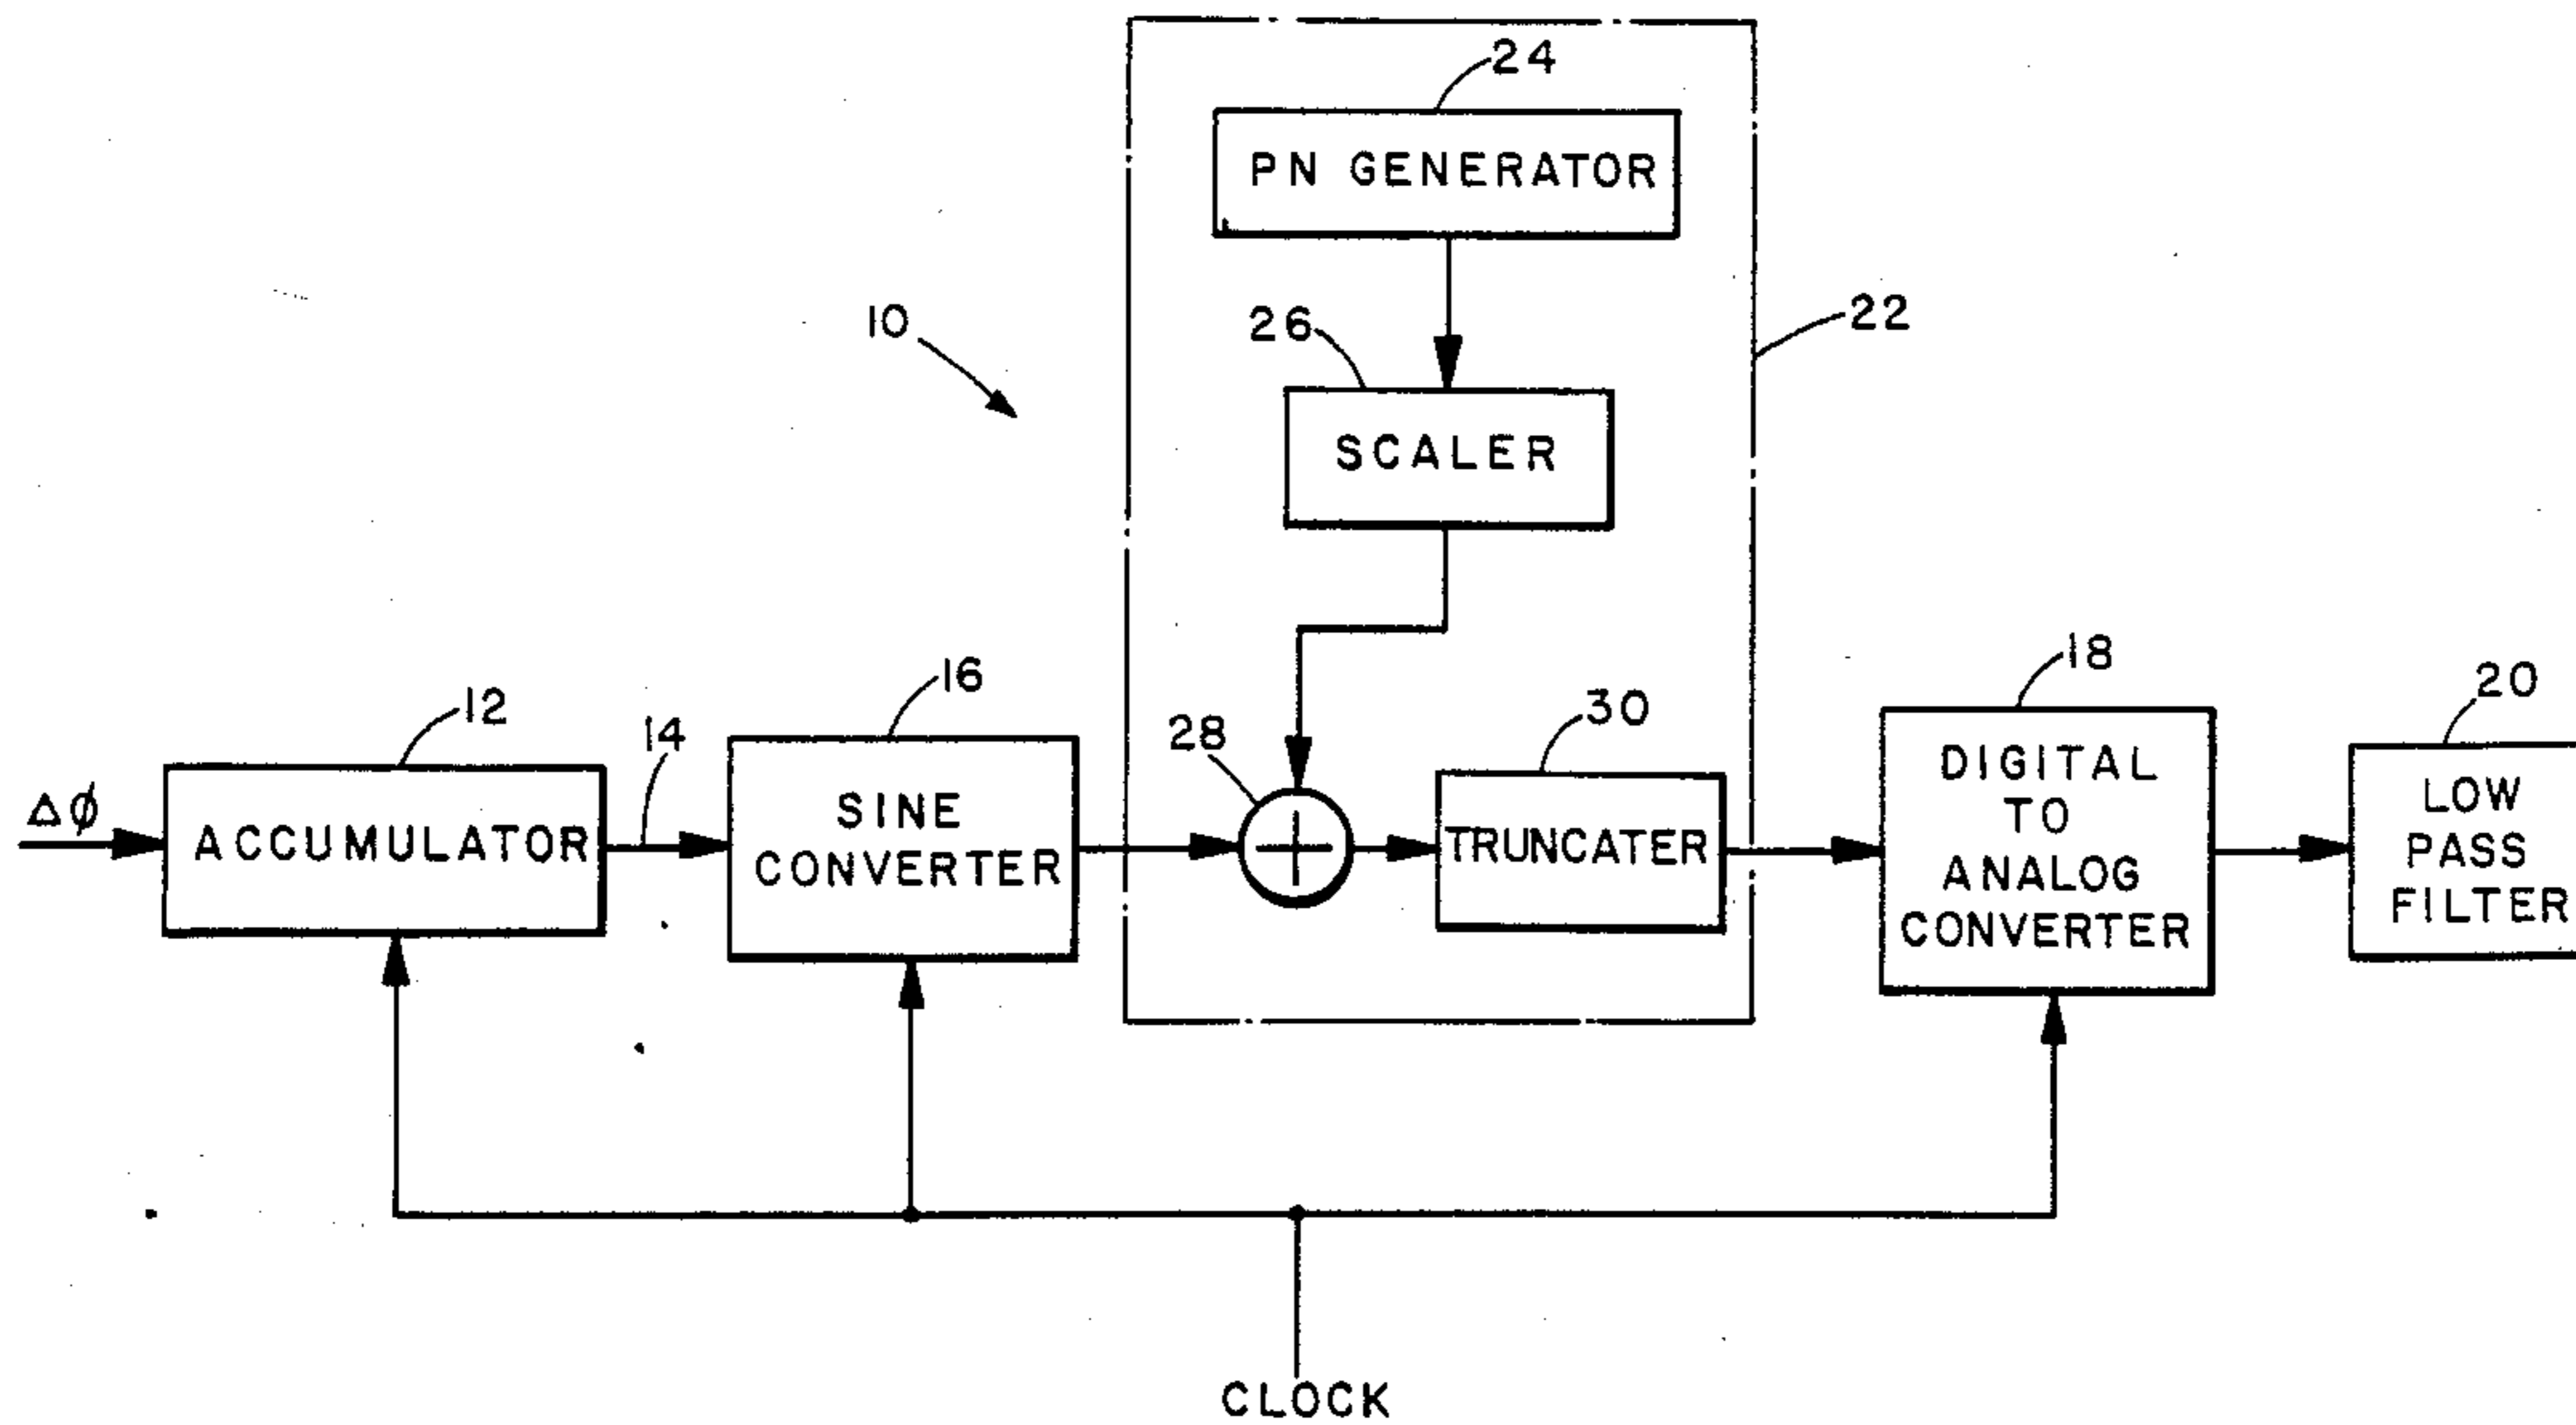 24
PN GENERATOR
10
26
22
SCALER
12
14
16
28
30
18
20
Δϕ
ACCUMULATOR
SINE
CONVERTER
TRUNCATER
DIGITAL
TO
ANALOG
CONVERTER
LOW
PASS
FILTER
CLOCK